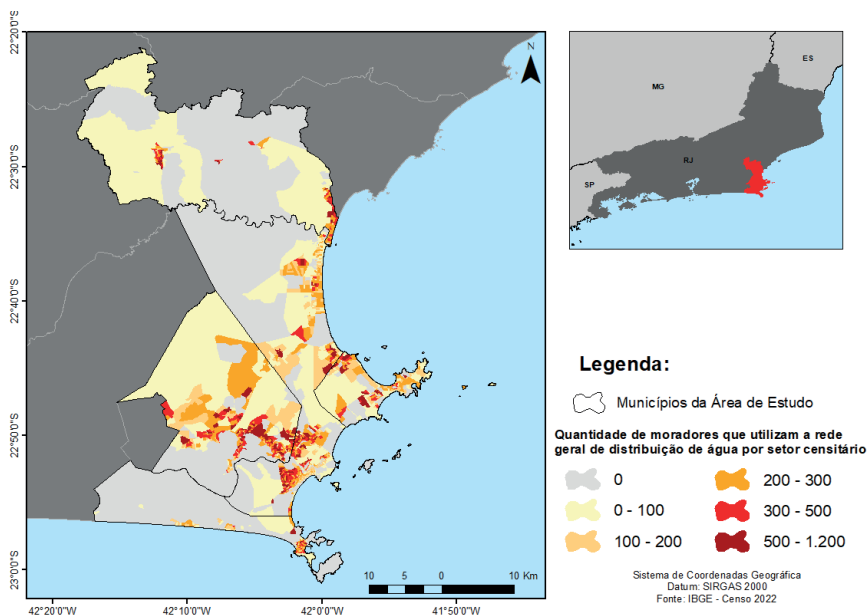 22°20'0"S
22°30'0"S
22°40'0"S
22°50'0"S
23°0'0"S
N
10 5 0 10 Km
42°20'0"W 42°10'0"W 42°0'0"W 41°50'0"W
ES
MG
RJ
SP
Legenda:
Municípios da Área de Estudo
Quantidade de moradores que utilizam a rede
geral de distribuição de água por setor censitário
0
0 - 100
100 - 200
200 - 300
300 - 500
500 - 1.200
Sistema de Coordenadas Geográfica
Datum: SIRGAS 2000
Fonte: IBGE - Censo 2022